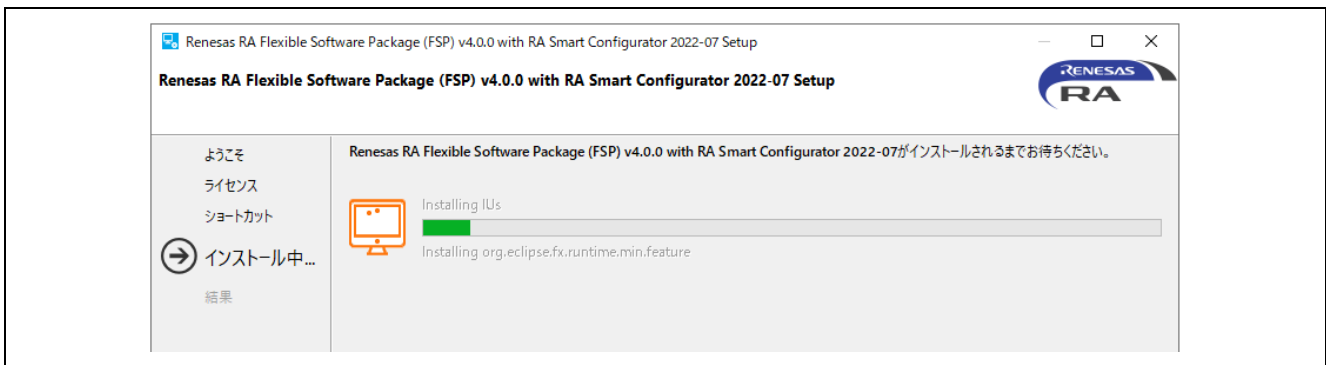 Renesas RA Flexible Software Package (FSP) v4.0.0 with RA Smart Configurator 2022-07 Setup
Renesas RA Flexible Software Package (FSP) v4.0.0 with RA Smart Configurator 2022-07 Setup
RENESAS
RA
ようこそ
ライセンス
ショートカット
インストール中...
結果
Renesas RA Flexible Software Package (FSP) v4.0.0 with RA Smart Configurator 2022-07がインストールされるまでお待ちください。
Installing IUs
Installing org.eclipse.fx.runtime.min.feature